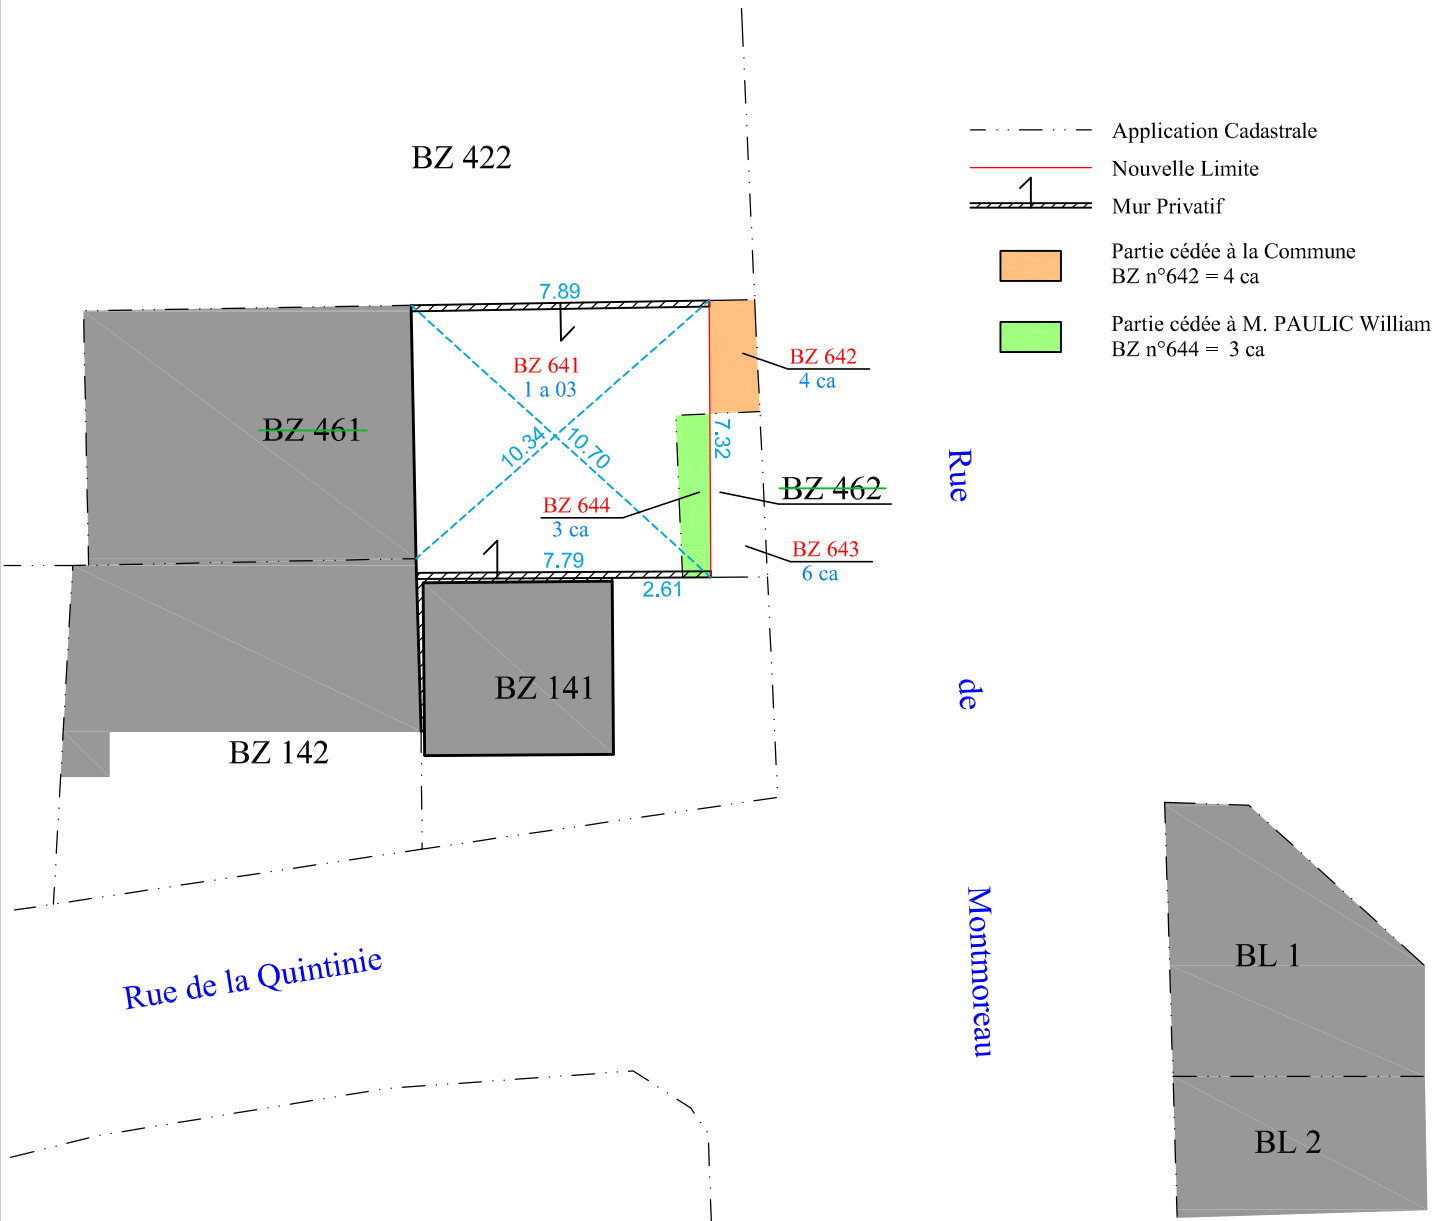 BZ 422
Application Cadastrale
Nouvelle Limite
Mur Privatif
Partie cédée à la Commune
BZ n°642 = 4 ca
Partie cédée à M. PAULIC William
BZ n°644 = 3 ca
7.89
BZ 641
1 a 03
BZ 642
4 ca
BZ 461
10.34
10.70
7.32
BZ 462
BZ 644
3 ca
BZ 643
6 ca
7.79
2.61
BZ 141
BZ 142
Rue
de
Montmoreau
Rue de la Quintinie
BL 1
BL 2